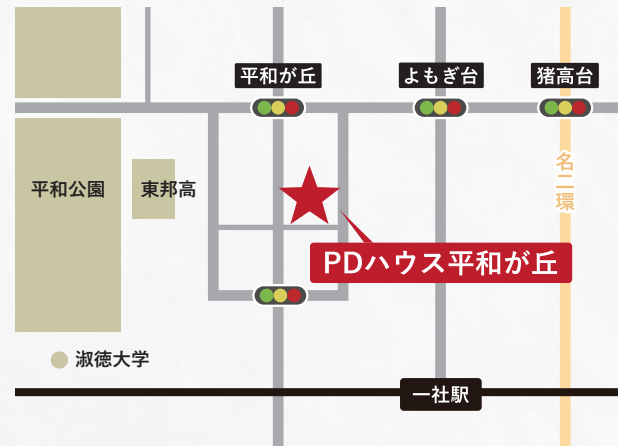 平和が丘
よもぎ台
猪高台
平和公園
東邦高
名二環
PDハウス平和が丘
淑徳大学
一社駅